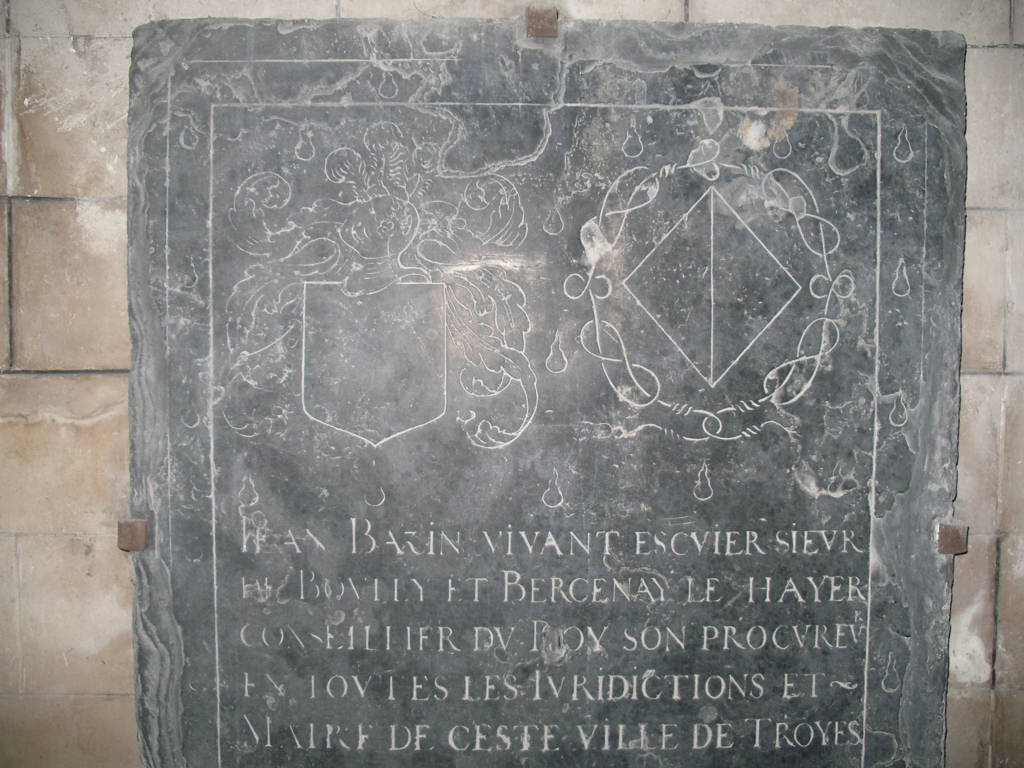 IEAN BAZIN VIVANT ESCVIER SIEVR
DE BOVILLY ET BERCENAY LE HAYER
CONSEILLIER DV ROY SON PROCVREVR
EN TOVTES LES IVRIDICTIONS ET~
MAIRE DE CESTE VILLE DE TROYES